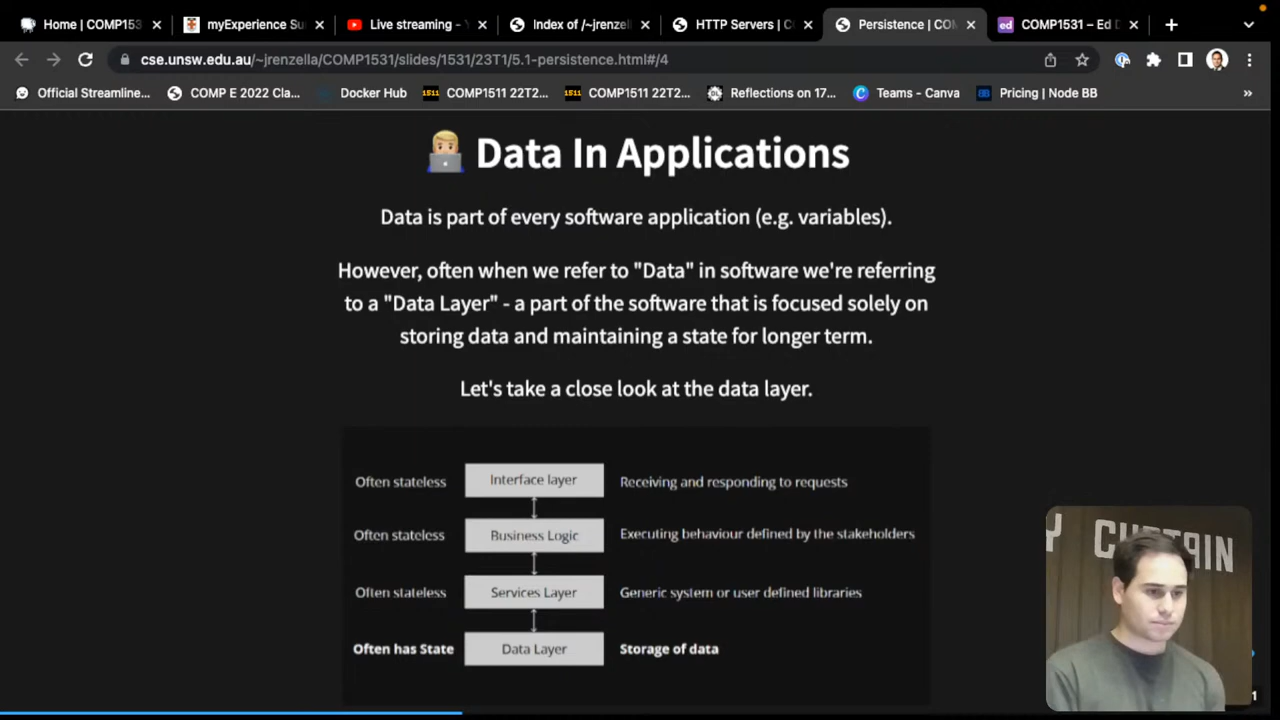 Home | COMP153
myExperience Su
Live streaming - Y
Index of /~jrenzella
HTTP Servers | C
Persistence | CO
ed
COMP1531 – Ed D
cse.unsw.edu.au/~jrenzella/COMP1531/slides/1531/23T1/5.1-persistence.html#/4
Official Streamline...
COMP E 2022 Cla...
Docker Hub
1511
COMP1511 22T2...
1511
COMP1511 22T2...
Reflections on 17...
Teams - Canva
Pricing | Node BB
»
Data In Applications
Data is part of every software application (e.g. variables).
However, often when we refer to "Data" in software we're referring
to a "Data Layer" - a part of the software that is focused solely on
storing data and maintaining a state for longer term.
Let's take a close look at the data layer.
Often stateless Interface layer Receiving and responding to requests
Often stateless Business Logic Executing behaviour defined by the stakeholders
Often stateless Services Layer Generic system or user defined libraries
Often has State Data Layer Storage of data